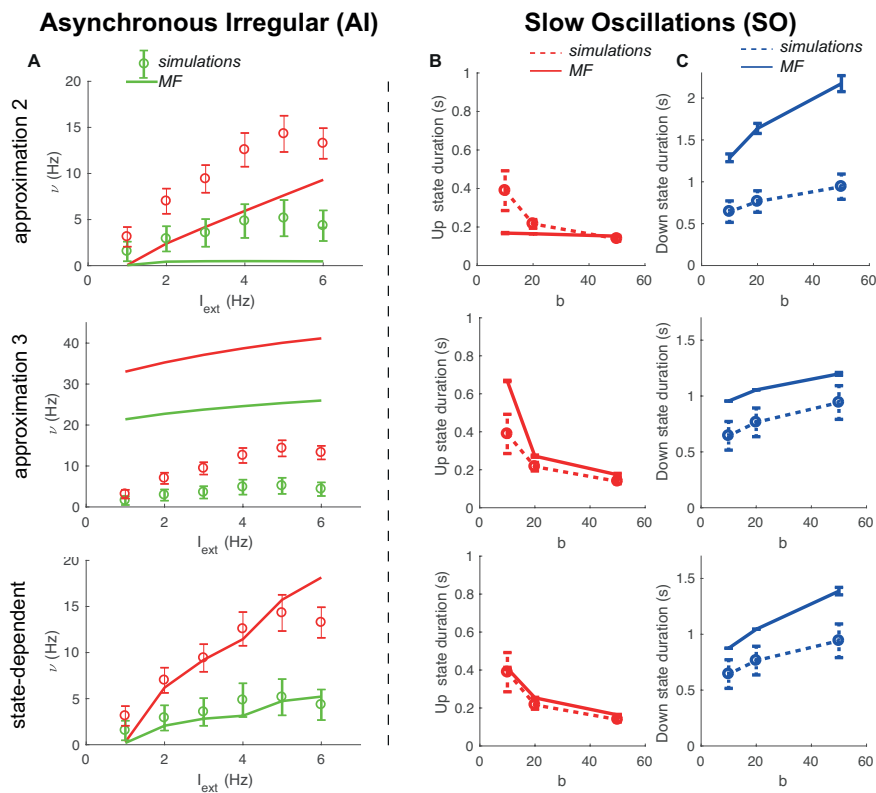 Asynchronous Irregular (AI)
Slow Oscillations (SO)
A
simulations
MF
B
simulations
MF
C
simulations
MF
approximation 2
20
15
10
5
0
ν (Hz)
0 2 4 6
I_ext (Hz)
1
0.8
0.6
0.4
0.2
0
Up state duration (s)
0 20 40 60
b
2
1.5
1
0.5
0
Down state duration (s)
0 20 40 60
b
approximation 3
40
30
20
10
0
ν (Hz)
0 2 4 6
I_ext (Hz)
1
0.8
0.6
0.4
0.2
0
Up state duration (s)
0 20 40 60
b
1.5
1
0.5
0
Down state duration (s)
0 20 40 60
b
state-dependent
20
15
10
5
0
ν (Hz)
0 2 4 6
I_ext (Hz)
1
0.8
0.6
0.4
0.2
0
Up state duration (s)
0 20 40 60
b
1.5
1
0.5
0
Down state duration (s)
0 20 40 60
b